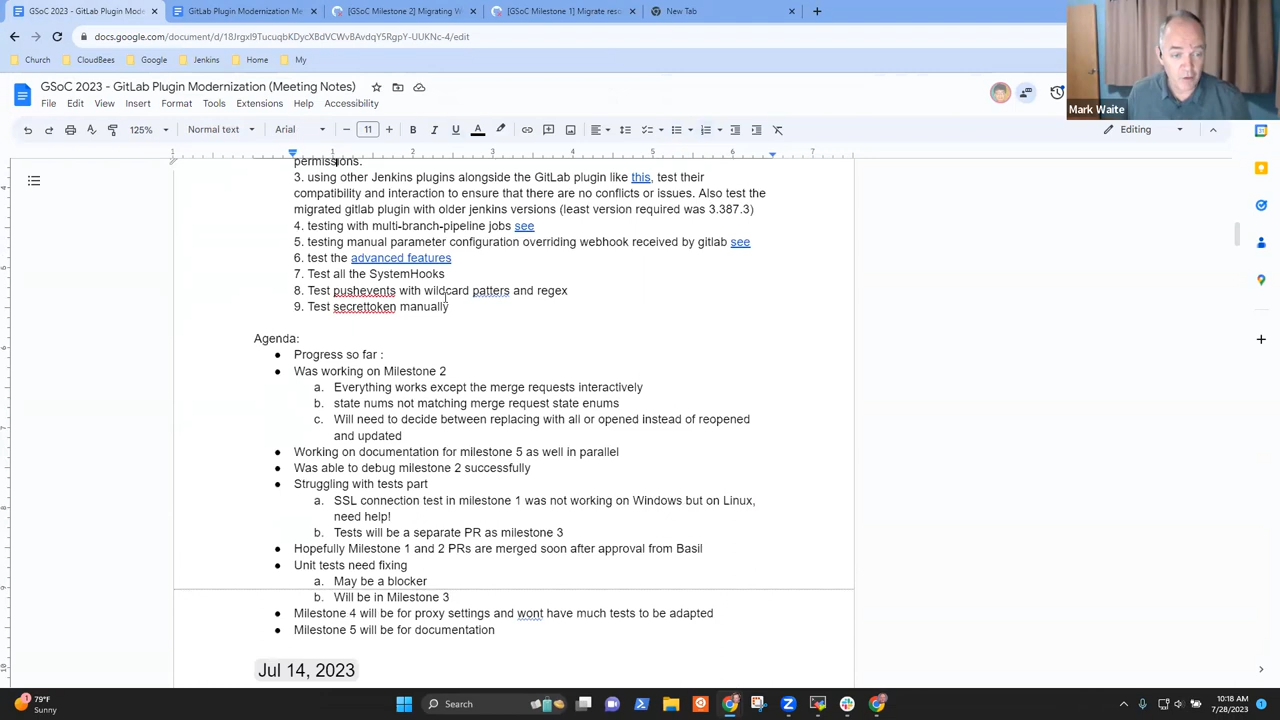 GSoC 2023 - GitLab Plugin Mode
GitLab Plugin Modernization Me
[GSoC Milestone 2] Migrating W
[GSoC Milestone 1] Migrate reso
New Tab
docs.google.com/document/d/
Church
CloudBees
Google
Jenkins
Home
My
GSoC 2023 - GitLab Plugin Modernization (Meeting Notes)
File Edit View Insert Format Tools Extensions Help Accessibility
125% Normal text Arial 11 B I U A Editing
Mark Waite
1 1 2 3 4 5 6 7
permissions.
3. using other Jenkins plugins alongside the GitLab plugin like this, test their
compatibility and interaction to ensure that there are no conflicts or issues. Also test the
migrated gitlab plugin with older jenkins versions (least version required was 3.387.3)
4. testing with multi-branch-pipeline jobs see
5. testing manual parameter configuration overriding webhook received by gitlab see
6. test the advanced features
7. Test all the SystemHooks
8. Test pushevents with wildcard patters and regex
9. Test secrettoken manually
Agenda:
● Progress so far :
● Was working on Milestone 2
a. Everything works except the merge requests interactively
b. state nums not matching merge request state enums
c. Will need to decide between replacing with all or opened instead of reopened
and updated
● Working on documentation for milestone 5 as well in parallel
● Was able to debug milestone 2 successfully
● Struggling with tests part
a. SSL connection test in milestone 1 was not working on Windows but on Linux,
need help!
b. Tests will be a separate PR as milestone 3
● Hopefully Milestone 1 and 2 PRs are merged soon after approval from Basil
● Unit tests need fixing
a. May be a blocker
b. Will be in Milestone 3
● Milestone 4 will be for proxy settings and wont have much tests to be adapted
● Milestone 5 will be for documentation
Jul 14, 2023
79°F
Sunny
Search
10:18 AM
7/28/2023